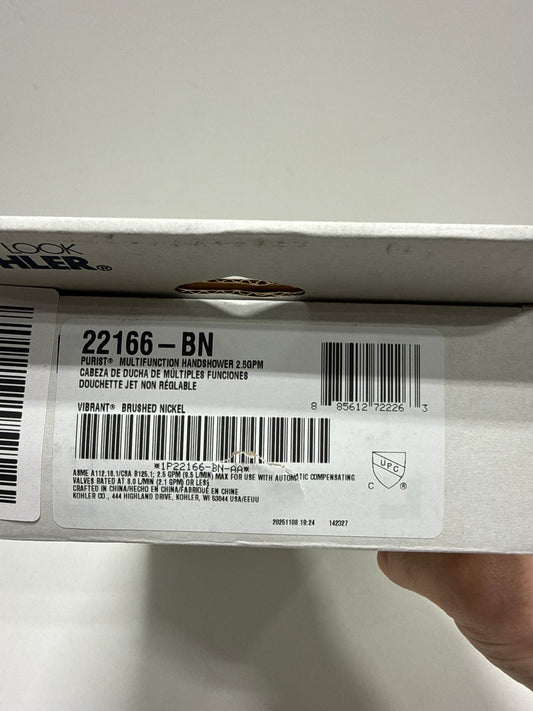 LOOK
HLER®
22166-BN
PURIST® MULTIFUNCTION HANDSHOWER 2.5GPM
CABEZA DE DUCHA DE MÚLTIPLES FUNCIONES
DOUCHETTE JET NON RÉGLABLE
VIBRANT® BRUSHED NICKEL
8 85612 72226 3
*1P22166-BN-AA*
ASME A112.18.1/CSA B125.1; 2.5 GPM (9.5 L/MIN) MAX FOR USE WITH AUTOMATIC COMPENSATING
VALVES RATED AT 8.0 L/MIN (2.1 GPM) OR LESS
CRAFTED IN CHINA/HECHO EN CHINA/FABRIQUÉ EN CHINE
KOHLER CO., 444 HIGHLAND DRIVE, KOHLER, WI 53044 USA/EEUU
UPC
C ®
20251108 19:24 142327